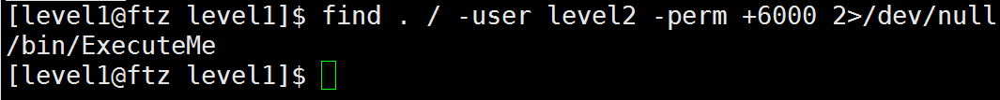 [level1@ftz level1]$ find . / -user level2 -perm +6000 2>/dev/null
/bin/ExecuteMe
[level1@ftz level1]$